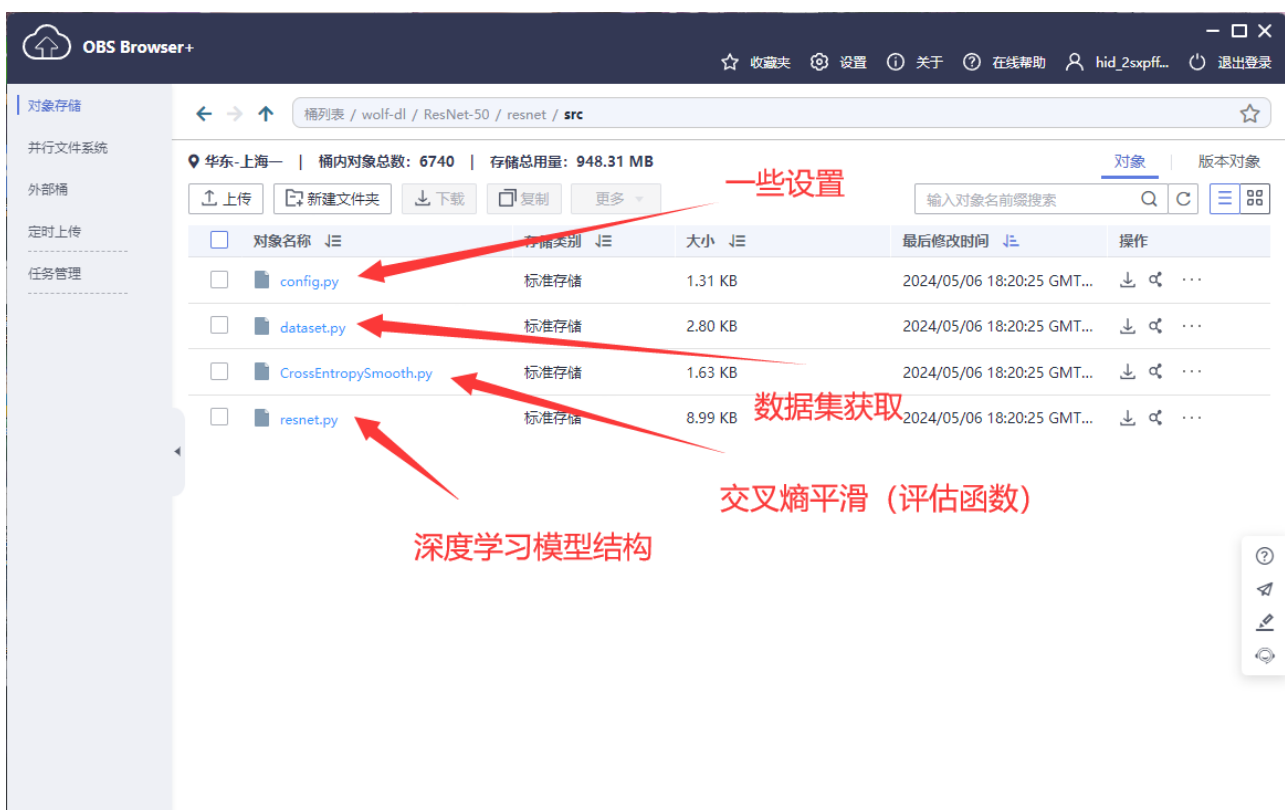 OBS Browser+
收藏夹 设置 关于 在线帮助 hid_2sxpff... 退出登录
对象存储
并行文件系统
外部桶
定时上传
任务管理
桶列表 / wolf-dl / ResNet-50 / resnet / src
华东-上海一 | 桶内对象总数：6740 | 存储总用量：948.31 MB
对象 版本对象
上传 新建文件夹 下载 复制 更多
输入对象名前缀搜索
一些设置
对象名称 存储类别 大小 最后修改时间 操作
config.py 标准存储 1.31 KB 2024/05/06 18:20:25 GMT... ···
dataset.py 标准存储 2.80 KB 2024/05/06 18:20:25 GMT... ···
CrossEntropySmooth.py 标准存储 1.63 KB 2024/05/06 18:20:25 GMT... ···
数据集获取
resnet.py 标准存储 8.99 KB 2024/05/06 18:20:25 GMT... ···
交叉熵平滑（评估函数）
深度学习模型结构